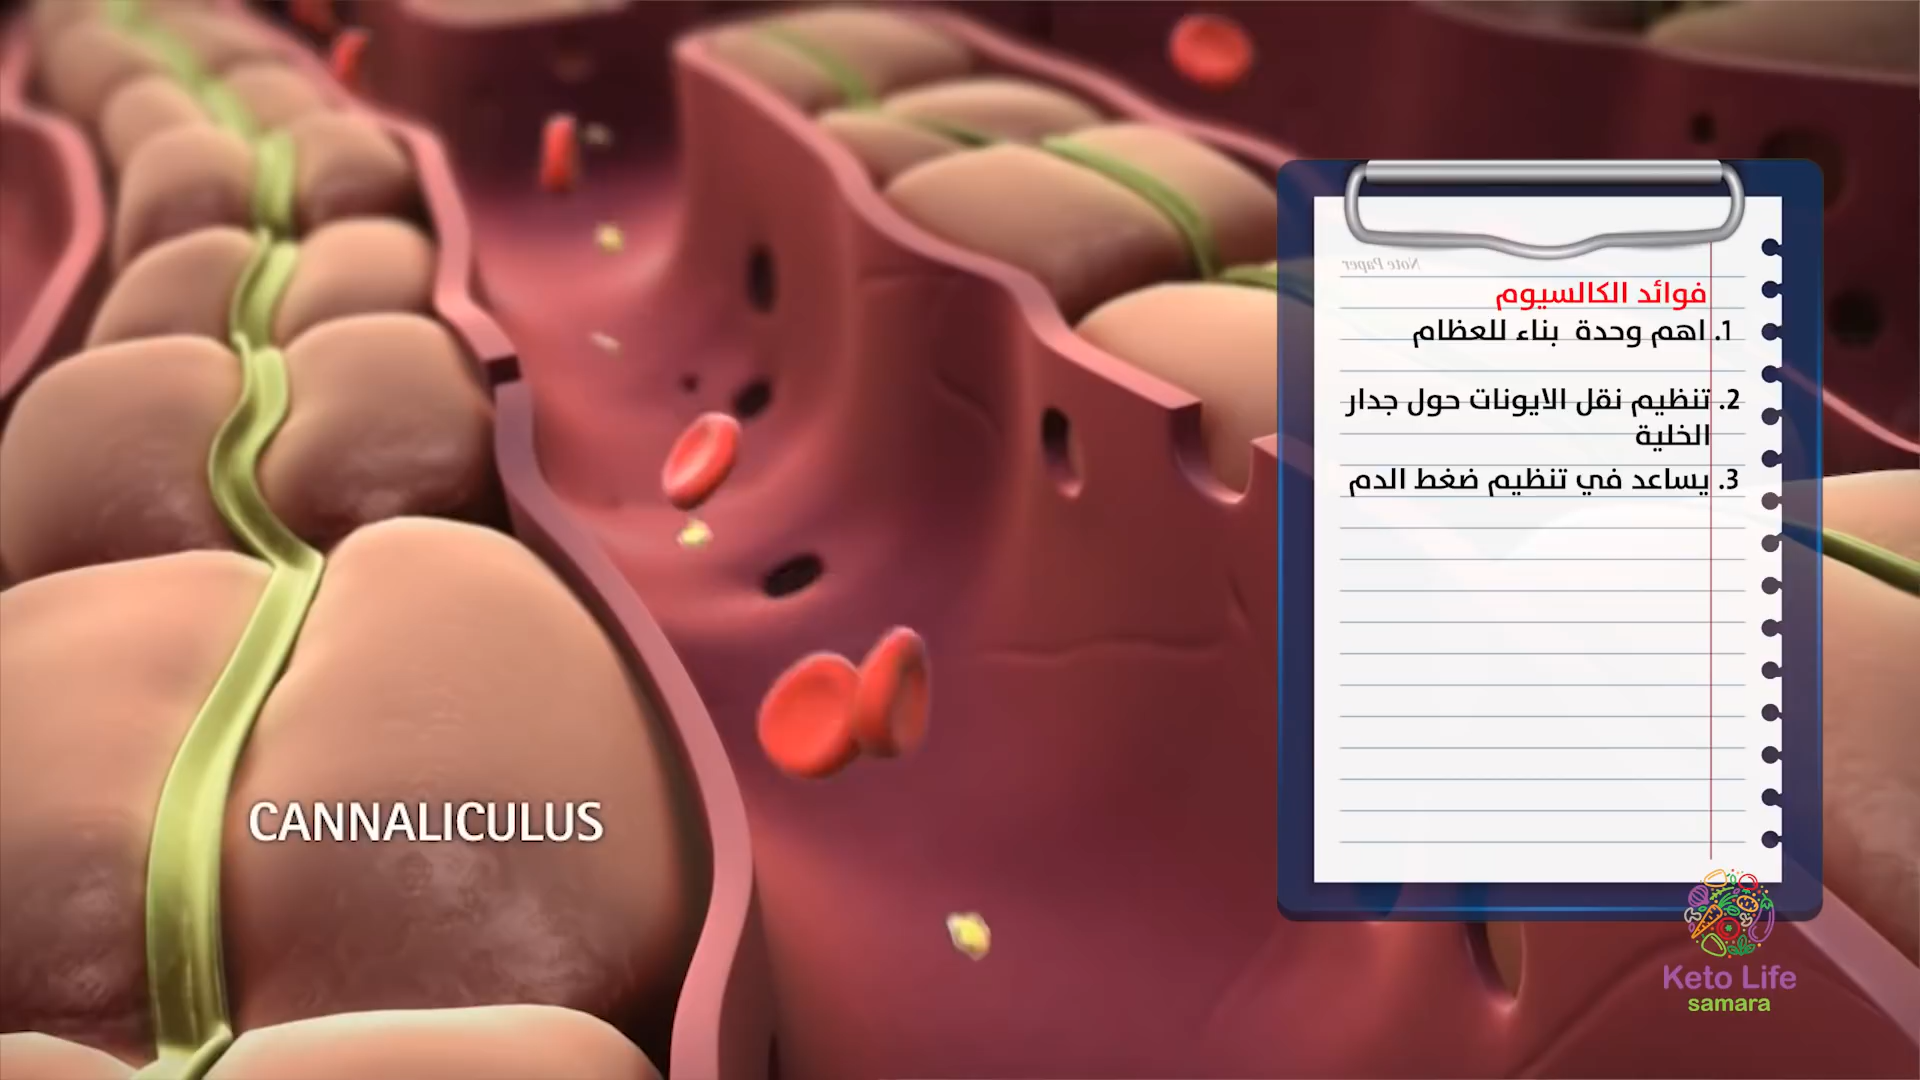 Note Paper
فوائد الكالسيوم
1. اهم وحدة بناء للعظام
2. تنظيم نقل الايونات حول جدار
الخلية
3. يساعد في تنظيم ضغط الدم
CANNALICULUS
Keto Life
samara